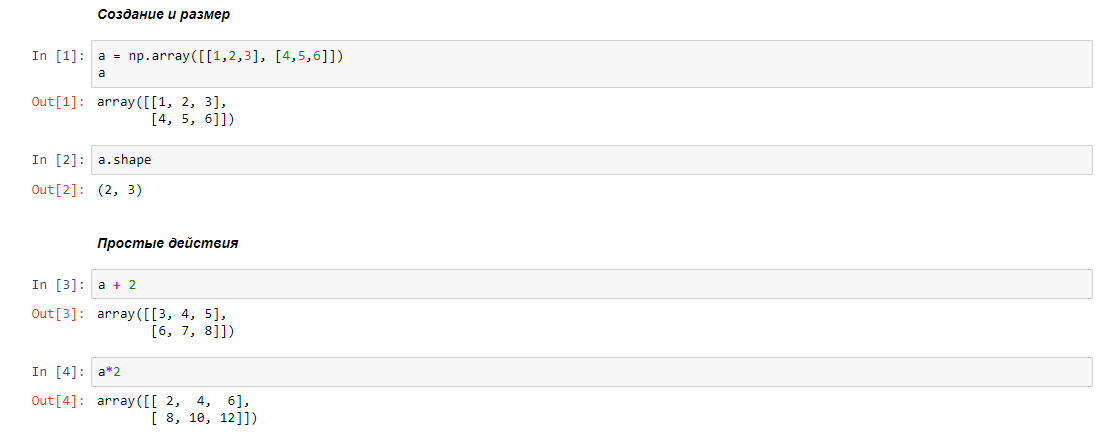 Создание и размер
In [1]: a = np.array([[1,2,3], [4,5,6]])
a
Out[1]: array([[1, 2, 3],
[4, 5, 6]])
In [2]: a.shape
Out[2]: (2, 3)
Простые действия
In [3]: a + 2
Out[3]: array([[3, 4, 5],
[6, 7, 8]])
In [4]: a*2
Out[4]: array([[ 2,  4,  6],
[ 8, 10, 12]])